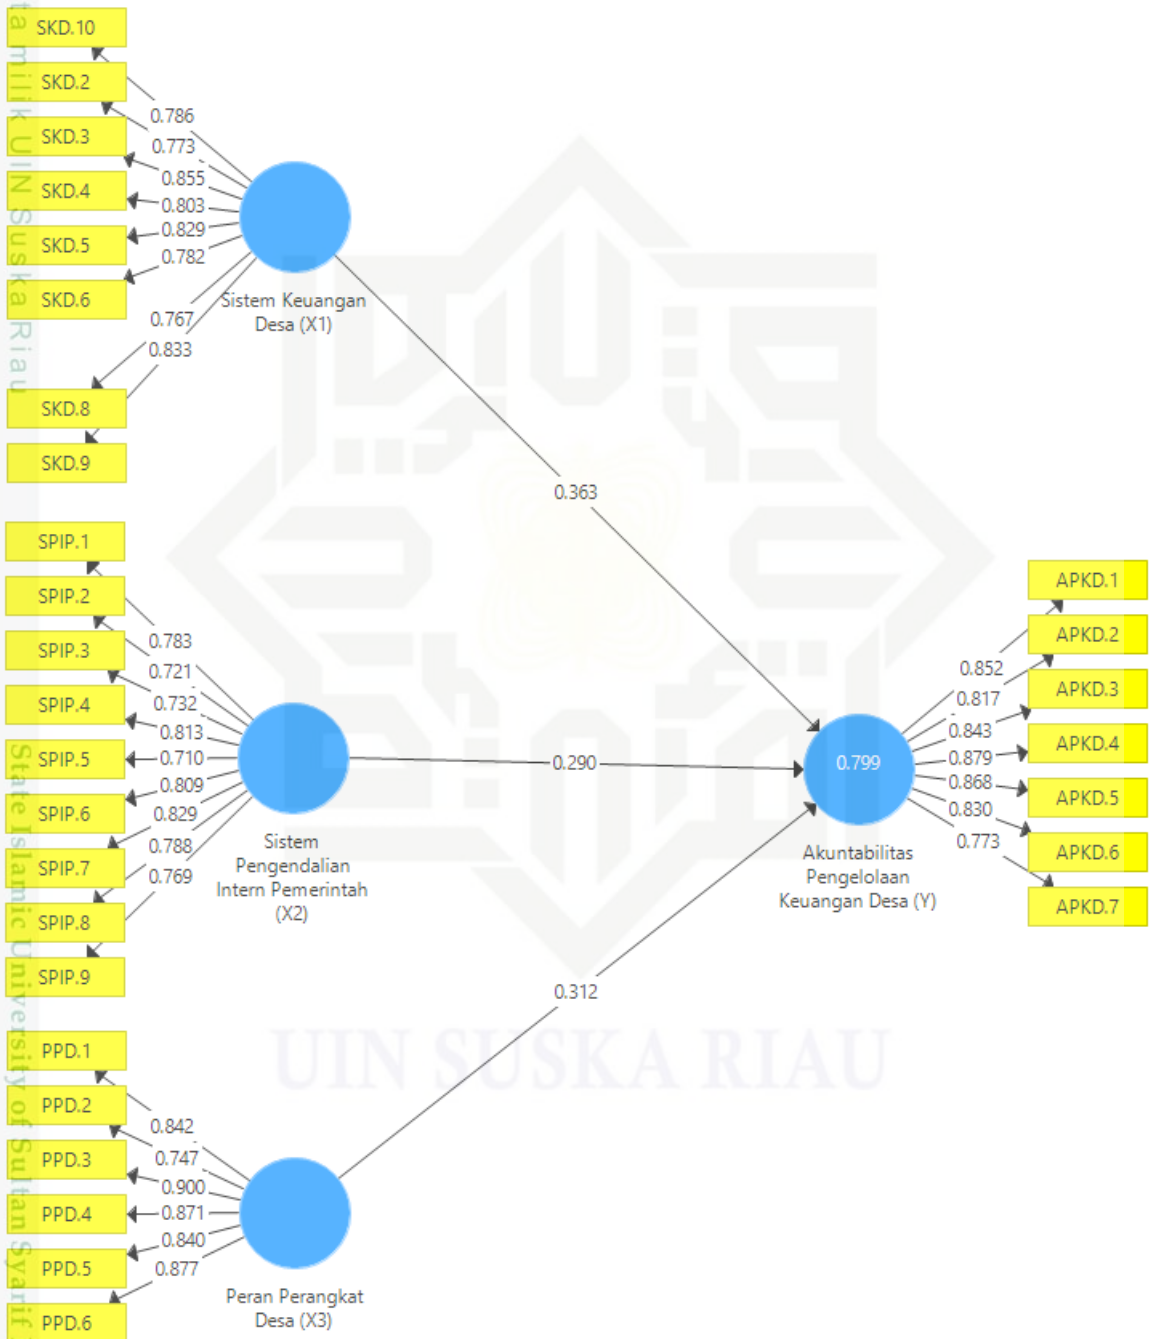 SKD.10
SKD.2
SKD.3
SKD.4
SKD.5
SKD.6
SKD.8
SKD.9
0.786
0.773
0.855
0.803
0.829
0.782
0.767
0.833
Sistem Keuangan
Desa (X1)
0.363
SPIP.1
SPIP.2
SPIP.3
SPIP.4
SPIP.5
SPIP.6
SPIP.7
SPIP.8
SPIP.9
0.783
0.721
0.732
0.813
0.710
0.809
0.829
0.788
0.769
Sistem
Pengendalian
Intern Pemerintah
(X2)
0.290
PPD.1
PPD.2
PPD.3
PPD.4
PPD.5
PPD.6
0.842
0.747
0.900
0.871
0.840
0.877
Peran Perangkat
Desa (X3)
0.312
0.799
Akuntabilitas
Pengelolaan
Keuangan Desa (Y)
0.852
0.817
0.843
0.879
0.868
0.830
0.773
APKD.1
APKD.2
APKD.3
APKD.4
APKD.5
APKD.6
APKD.7
UIN SUSKA RIAU
milik UIN Suska Riau
State Islamic University of Sultan Syarif